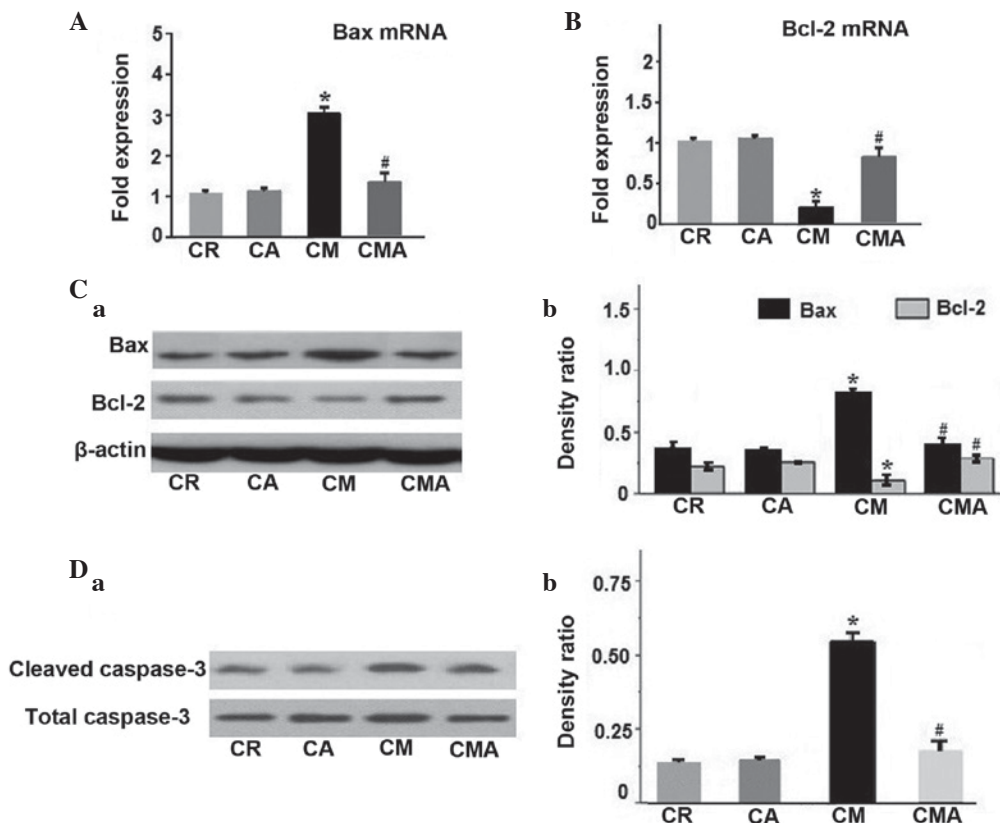 A
Bax mRNA
Fold expression
5
4
3
2
1
0
*
#
CR CA CM CMA
B
Bcl-2 mRNA
Fold expression
2
1.5
1
0.5
0
*
#
CR CA CM CMA
C
a
Bax
Bcl-2
β-actin
CR CA CM CMA
b
Bax Bcl-2
Density ratio
1.5
1.0
0.5
0
*
*
# #
CR CA CM CMA
D
a
Cleaved caspase-3
Total caspase-3
CR CA CM CMA
b
Density ratio
0.75
0.50
0.25
0
*
#
CR CA CM CMA